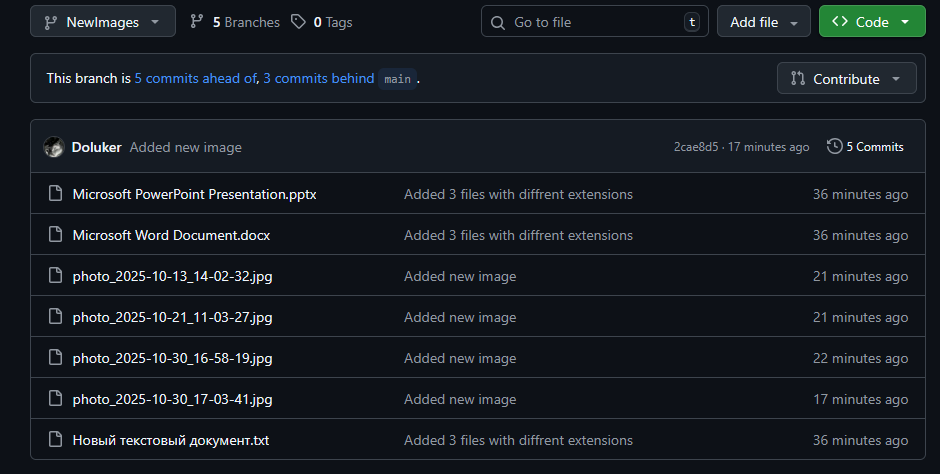 NewImages 5 Branches 0 Tags Go to file t Add file Code
This branch is 5 commits ahead of, 3 commits behind main.
Contribute
Doluker Added new image 2cae8d5 · 17 minutes ago 5 Commits
Microsoft PowerPoint Presentation.pptx Added 3 files with diffrent extensions 36 minutes ago
Microsoft Word Document.docx Added 3 files with diffrent extensions 36 minutes ago
photo_2025-10-13_14-02-32.jpg Added new image 21 minutes ago
photo_2025-10-21_11-03-27.jpg Added new image 21 minutes ago
photo_2025-10-30_16-58-19.jpg Added new image 22 minutes ago
photo_2025-10-30_17-03-41.jpg Added new image 17 minutes ago
Новый текстовый документ.txt Added 3 files with diffrent extensions 36 minutes ago